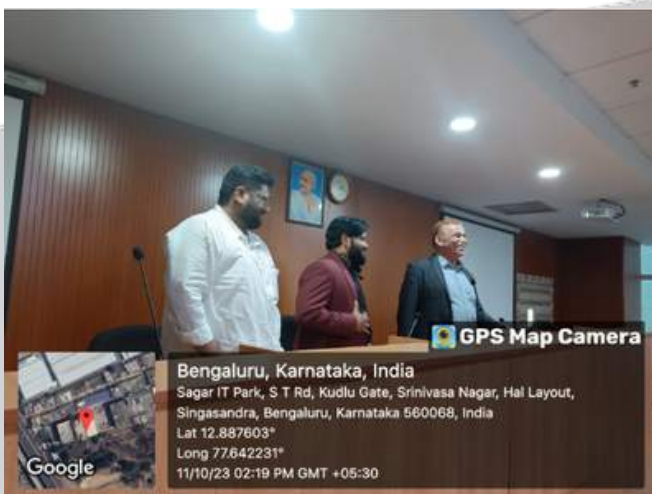 GPS Map Camera
Bengaluru, Karnataka, India
Sagar IT Park, S T Rd, Kudlu Gate, Srinivasa Nagar, Hal Layout,
Singasandra, Bengaluru, Karnataka 560068, India
Lat 12.887603°
Long 77.642231°
11/10/23 02:19 PM GMT +05:30
Google